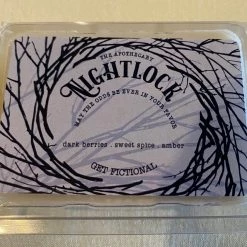 THE APOTHECARY
NIGHTLOCK
MAY THE ODDS BE EVER IN YOUR FAVOR
dark berries . sweet spice . amber
GET FICTIONAL